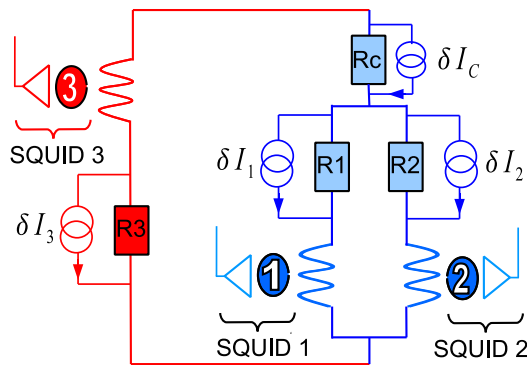 Rc
δI_C
3
SQUID 3
δI_1
R1
R2
δI_2
δI_3
R3
1
2
SQUID 1
SQUID 2